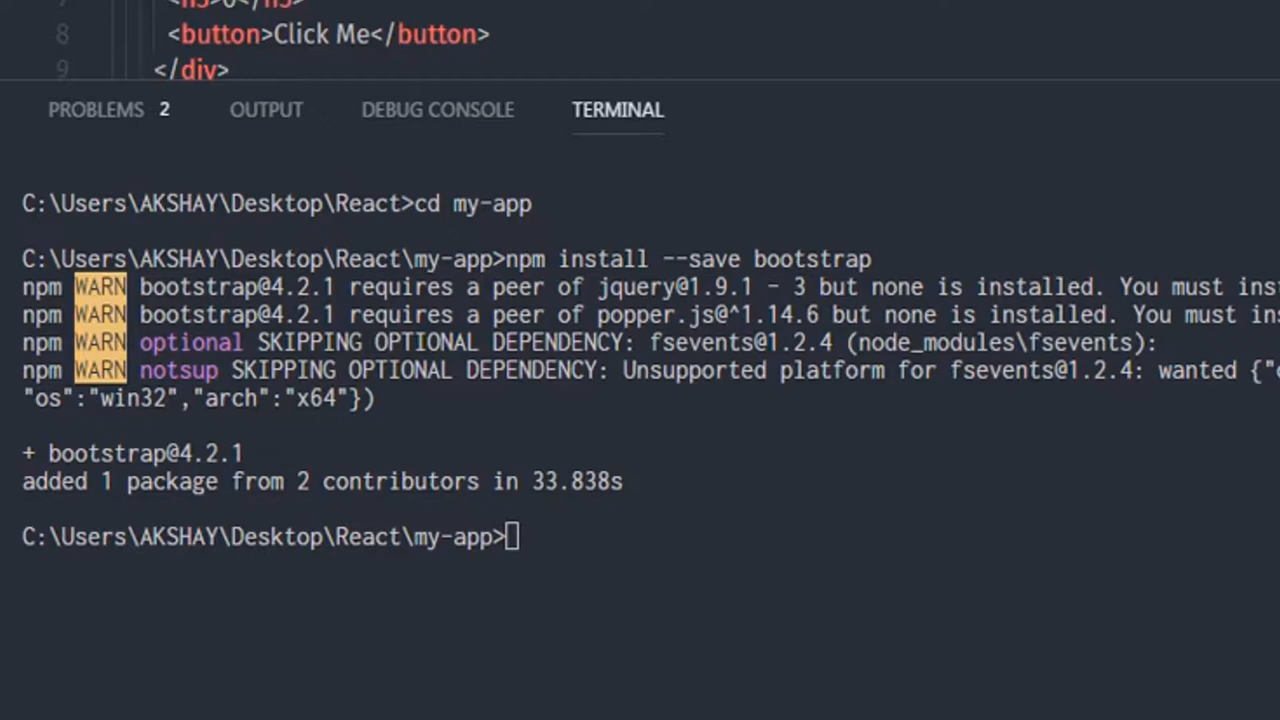 8 <button>Click Me</button>
9 </div>
PROBLEMS 2 OUTPUT DEBUG CONSOLE TERMINAL
C:\Users\AKSHAY\Desktop\React>cd my-app
C:\Users\AKSHAY\Desktop\React\my-app>npm install --save bootstrap
npm WARN bootstrap@4.2.1 requires a peer of jquery@1.9.1 - 3 but none is installed. You must
npm WARN bootstrap@4.2.1 requires a peer of popper.js@^1.14.6 but none is installed. You must
npm WARN optional SKIPPING OPTIONAL DEPENDENCY: fsevents@1.2.4 (node_modules\fsevents):
npm WARN notsup SKIPPING OPTIONAL DEPENDENCY: Unsupported platform for fsevents@1.2.4: wanted {"
"os":"win32","arch":"x64"})
+ bootstrap@4.2.1
added 1 package from 2 contributors in 33.838s
C:\Users\AKSHAY\Desktop\React\my-app>